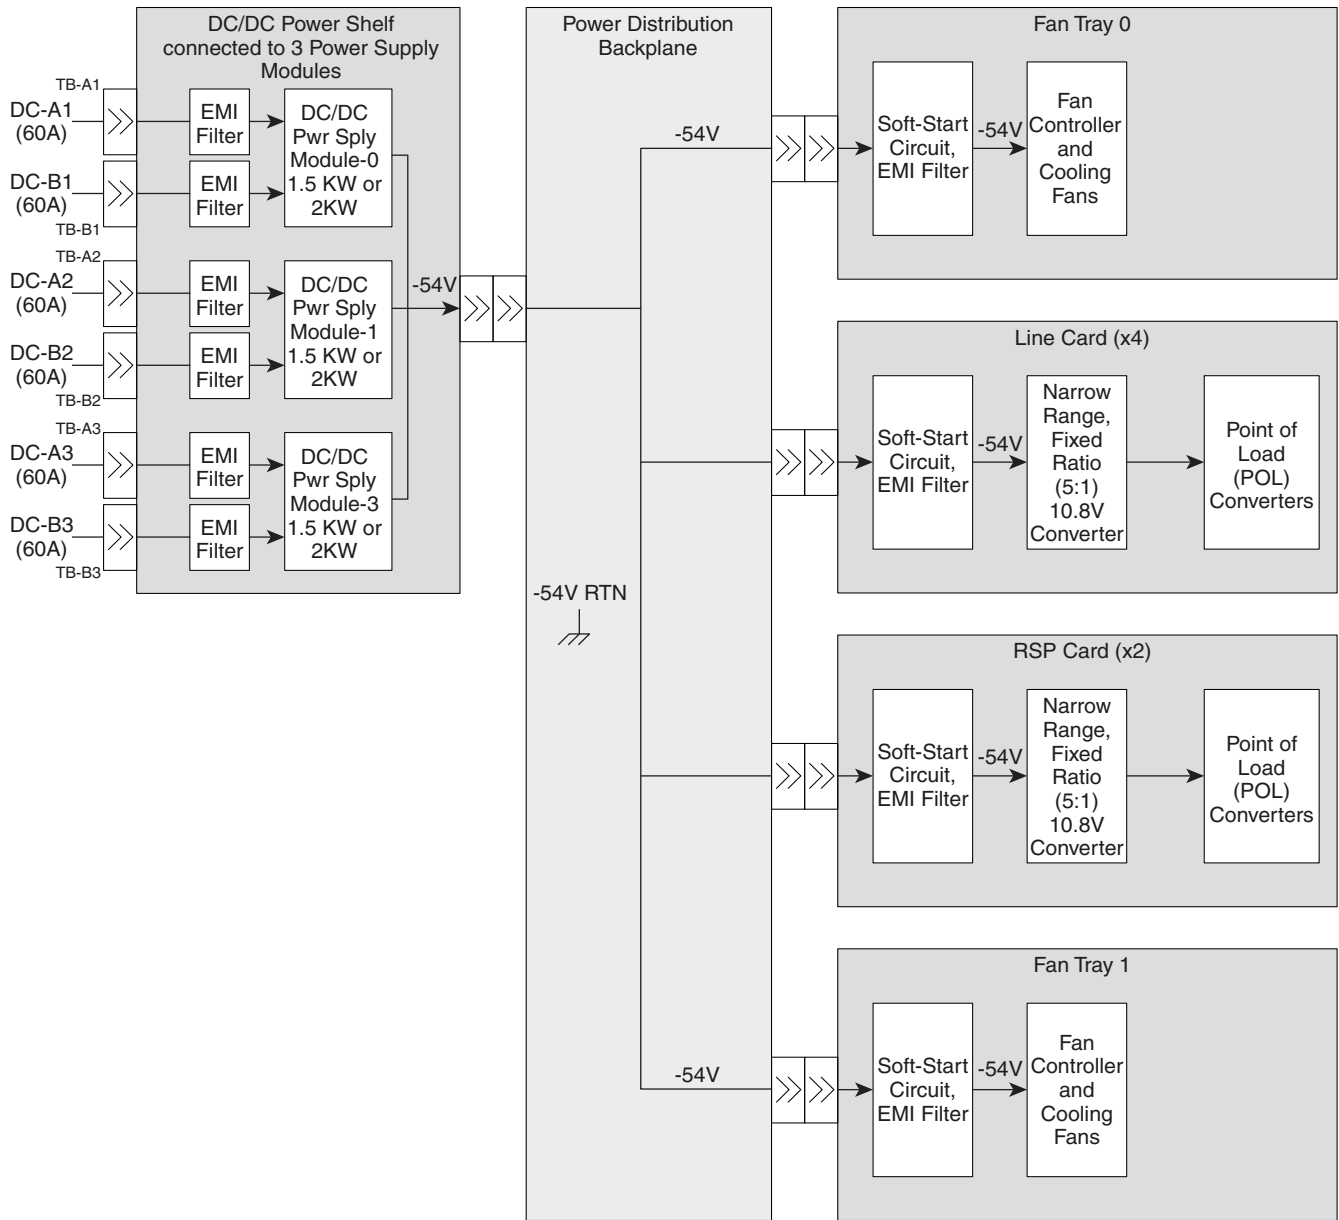 DC/DC Power Shelf
connected to 3 Power Supply
Modules
TB-A1
DC-A1
(60A)
EMI
Filter
DC/DC
Pwr Sply
Module-0
1.5 KW or
2KW
DC-B1
(60A)
TB-B1
EMI
Filter
TB-A2
DC-A2
(60A)
EMI
Filter
DC/DC
Pwr Sply
Module-1
1.5 KW or
2KW
DC-B2
(60A)
TB-B2
EMI
Filter
TB-A3
DC-A3
(60A)
EMI
Filter
DC/DC
Pwr Sply
Module-3
1.5 KW or
2KW
DC-B3
(60A)
TB-B3
EMI
Filter
-54V
Power Distribution
Backplane
-54V
-54V RTN
-54V
Fan Tray 0
Soft-Start
Circuit,
EMI Filter
-54V
Fan
Controller
and
Cooling
Fans
Line Card (x4)
Soft-Start
Circuit,
EMI Filter
-54V
Narrow
Range,
Fixed
Ratio
(5:1)
10.8V
Converter
Point of
Load
(POL)
Converters
RSP Card (x2)
Soft-Start
Circuit,
EMI Filter
-54V
Narrow
Range,
Fixed
Ratio
(5:1)
10.8V
Converter
Point of
Load
(POL)
Converters
Fan Tray 1
Soft-Start
Circuit,
EMI Filter
-54V
Fan
Controller
and
Cooling
Fans